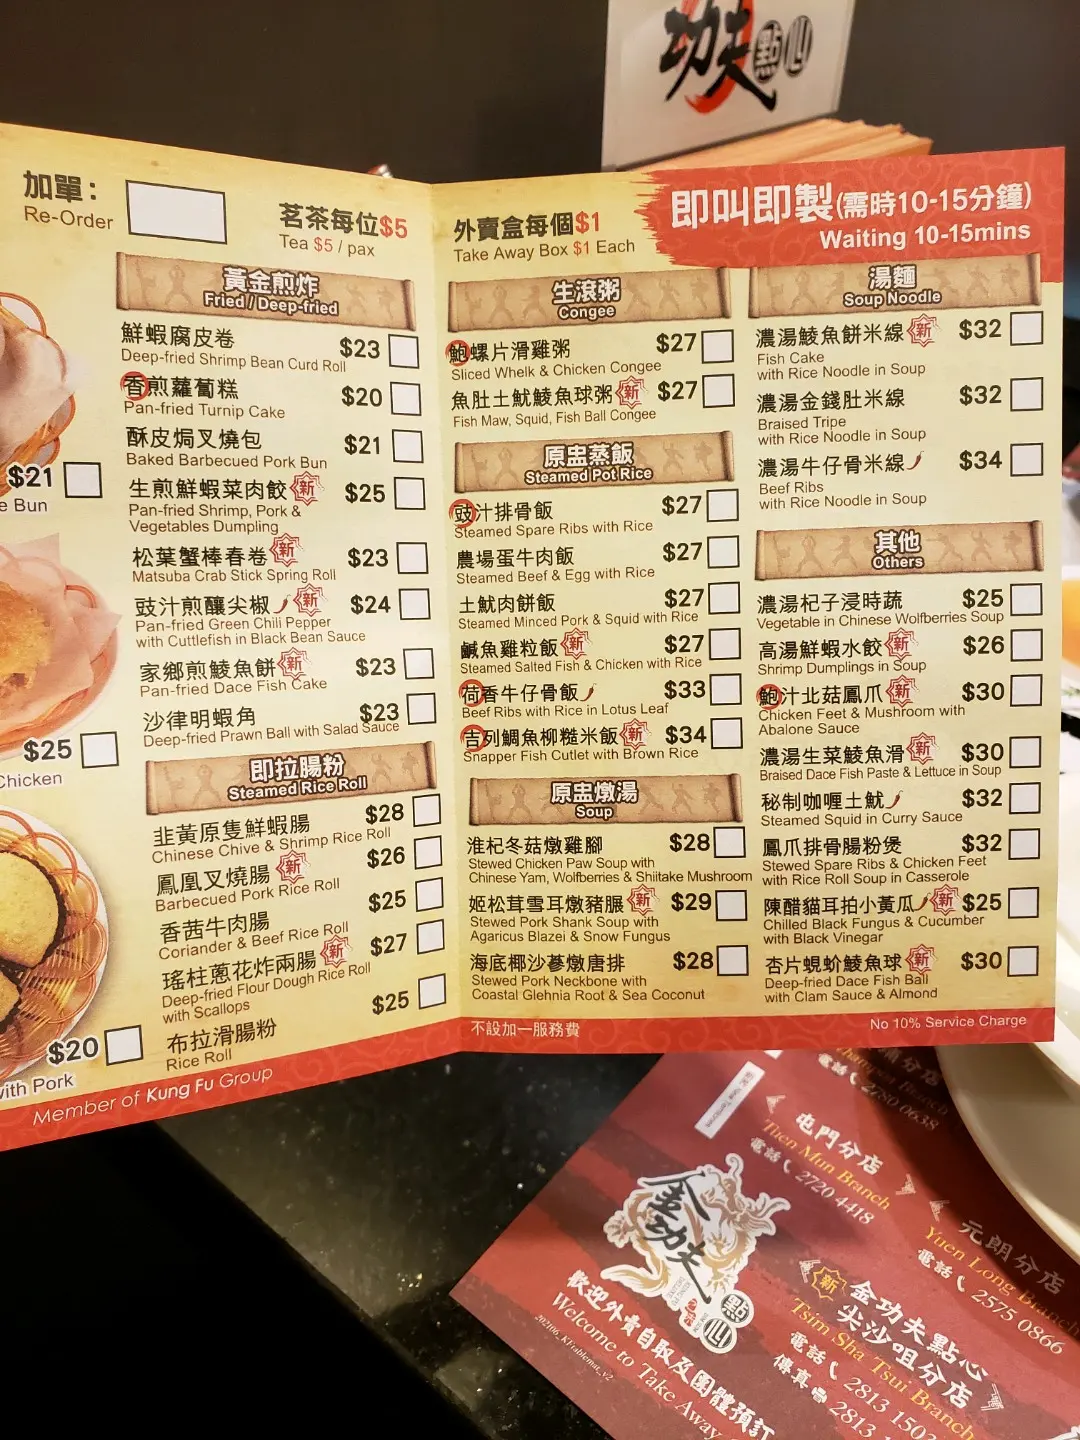 功夫點心
加單：
Re-Order
茗茶每位$5
Tea $5 / pax
$21
e Bun
$25
Chicken
$20
with Pork
黃金煎炸
Fried / Deep-fried
鮮蝦腐皮卷 $23
Deep-fried Shrimp Bean Curd Roll
香煎蘿蔔糕 $20
Pan-fried Turnip Cake
酥皮焗叉燒包 $21
Baked Barbecued Pork Bun
生煎鮮蝦菜肉餃 新 $25
Pan-fried Shrimp, Pork &
Vegetables Dumpling
松葉蟹棒春卷 新 $23
Matsuba Crab Stick Spring Roll
豉汁煎釀尖椒 新 $24
Pan-fried Green Chili Pepper
with Cuttlefish in Black Bean Sauce
家鄉煎鯪魚餅 新 $23
Pan-fried Dace Fish Cake
沙律明蝦角 $23
Deep-fried Prawn Ball with Salad Sauce
即拉腸粉
Steamed Rice Roll
韭黃原隻鮮蝦腸 $28
Chinese Chive & Shrimp Rice Roll
鳳凰叉燒腸 新 $26
Barbecued Pork Rice Roll
香茜牛肉腸 $25
Coriander & Beef Rice Roll
瑤柱蔥花炸兩腸 新 $27
Deep-fried Flour Dough Rice Roll
with Scallops
布拉滑腸粉 $25
Rice Roll
Member of Kung Fu Group
外賣盒每個$1
Take Away Box $1 Each
即叫即製(需時10-15分鐘)
Waiting 10-15mins
生滾粥
Congee
鮑螺片滑雞粥 $27
Sliced Whelk & Chicken Congee
魚肚土魷鯪魚球粥 新 $27
Fish Maw, Squid, Fish Ball Congee
原盅蒸飯
Steamed Pot Rice
豉汁排骨飯 $27
Steamed Spare Ribs with Rice
農場蛋牛肉飯 $27
Steamed Beef & Egg with Rice
土魷肉餅飯 $27
Steamed Minced Pork & Squid with Rice
鹹魚雞粒飯 新 $27
Steamed Salted Fish & Chicken with Rice
荷香牛仔骨飯 $33
Beef Ribs with Rice in Lotus Leaf
吉列鯛魚柳糙米飯 新 $34
Snapper Fish Cutlet with Brown Rice
原盅燉湯
Soup
淮杞冬菇燉雞腳 $28
Stewed Chicken Paw Soup with
Chinese Yam, Wolfberries & Shiitake Mushroom
姬松茸雪耳燉豬𦟌 新 $29
Stewed Pork Shank Soup with
Agaricus Blazei & Snow Fungus
海底椰沙蔘燉唐排 $28
Stewed Pork Neckbone with
Coastal Glehnia Root & Sea Coconut
不設加一服務費
湯麵
Soup Noodle
濃湯鯪魚餅米線 新 $32
Fish Cake
with Rice Noodle in Soup
濃湯金錢肚米線 $32
Braised Tripe
with Rice Noodle in Soup
濃湯牛仔骨米線 $34
Beef Ribs
with Rice Noodle in Soup
其他
Others
濃湯杞子浸時蔬 $25
Vegetable in Chinese Wolfberries Soup
高湯鮮蝦水餃 新 $26
Shrimp Dumplings in Soup
鮑汁北菇鳳爪 新 $30
Chicken Feet & Mushroom with
Abalone Sauce
濃湯生菜鯪魚滑 新 $30
Braised Dace Fish Paste & Lettuce in Soup
秘制咖喱土魷 $32
Steamed Squid in Curry Sauce
鳳爪排骨腸粉煲 $32
Stewed Spare Ribs & Chicken Feet
with Rice Roll Soup in Casserole
陳醋貓耳拍小黃瓜 新 $25
Chilled Black Fungus & Cucumber
with Black Vinegar
杏片蜆蚧鯪魚球 新 $30
Deep-fried Dace Fish Ball
with Clam Sauce & Almond
No 10% Service Charge
電話 2780 0638
屯門分店
Tuen Mun Branch
電話 2720 4418
元朗分店
Yuen Long Branch
電話 2575 0866
金功夫點心
新 金功夫點心
尖沙咀分店
Tsim Sha Tsui Branch
電話 2813 1502
傳真 2813
歡迎外賣自取及團體預訂
Welcome to Take Away